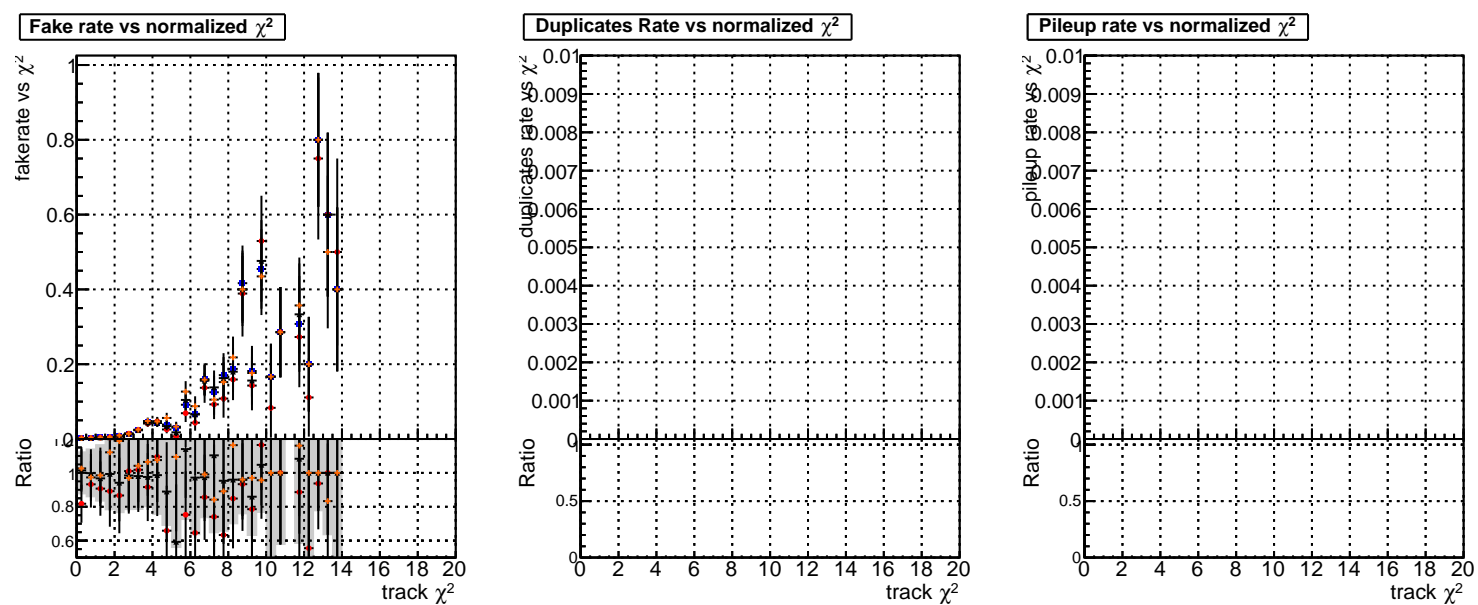 Fake rate vs normalized χ²
fakerate vs χ²
1
0.8
0.6
0.4
0.2
0
Ratio
1.2
1
0.8
0.6
0 2 4 6 8 10 12 14 16 18 20
track χ²
Duplicates Rate vs normalized χ²
duplicates rate vs χ²
0.01
0.009
0.008
0.007
0.006
0.005
0.004
0.003
0.002
0.001
0
Ratio
1
0.5
0
0 2 4 6 8 10 12 14 16 18 20
track χ²
Pileup rate vs normalized χ²
pileup rate vs χ²
0.01
0.009
0.008
0.007
0.006
0.005
0.004
0.003
0.002
0.001
0
Ratio
1
0.5
0
0 2 4 6 8 10 12 14 16 18 20
track χ²